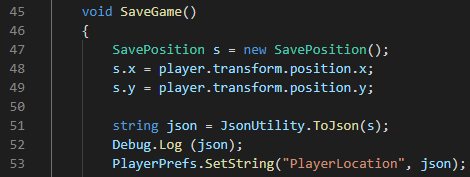 45 void SaveGame()
46 {
47 SavePosition s = new SavePosition();
48 s.x = player.transform.position.x;
49 s.y = player.transform.position.y;
50
51 string json = JsonUtility.ToJson(s);
52 Debug.Log (json);
53 PlayerPrefs.SetString("PlayerLocation", json);